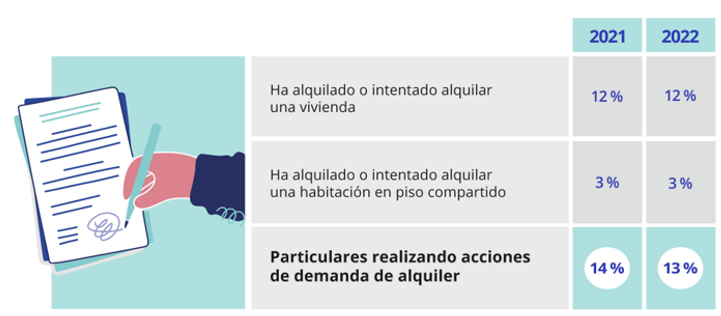 2021 2022
Ha alquilado o intentado alquilar
una vivienda
12 % 12 %
Ha alquilado o intentado alquilar
una habitación en piso compartido
3 % 3 %
Particulares realizando acciones
de demanda de alquiler
14 % 13 %